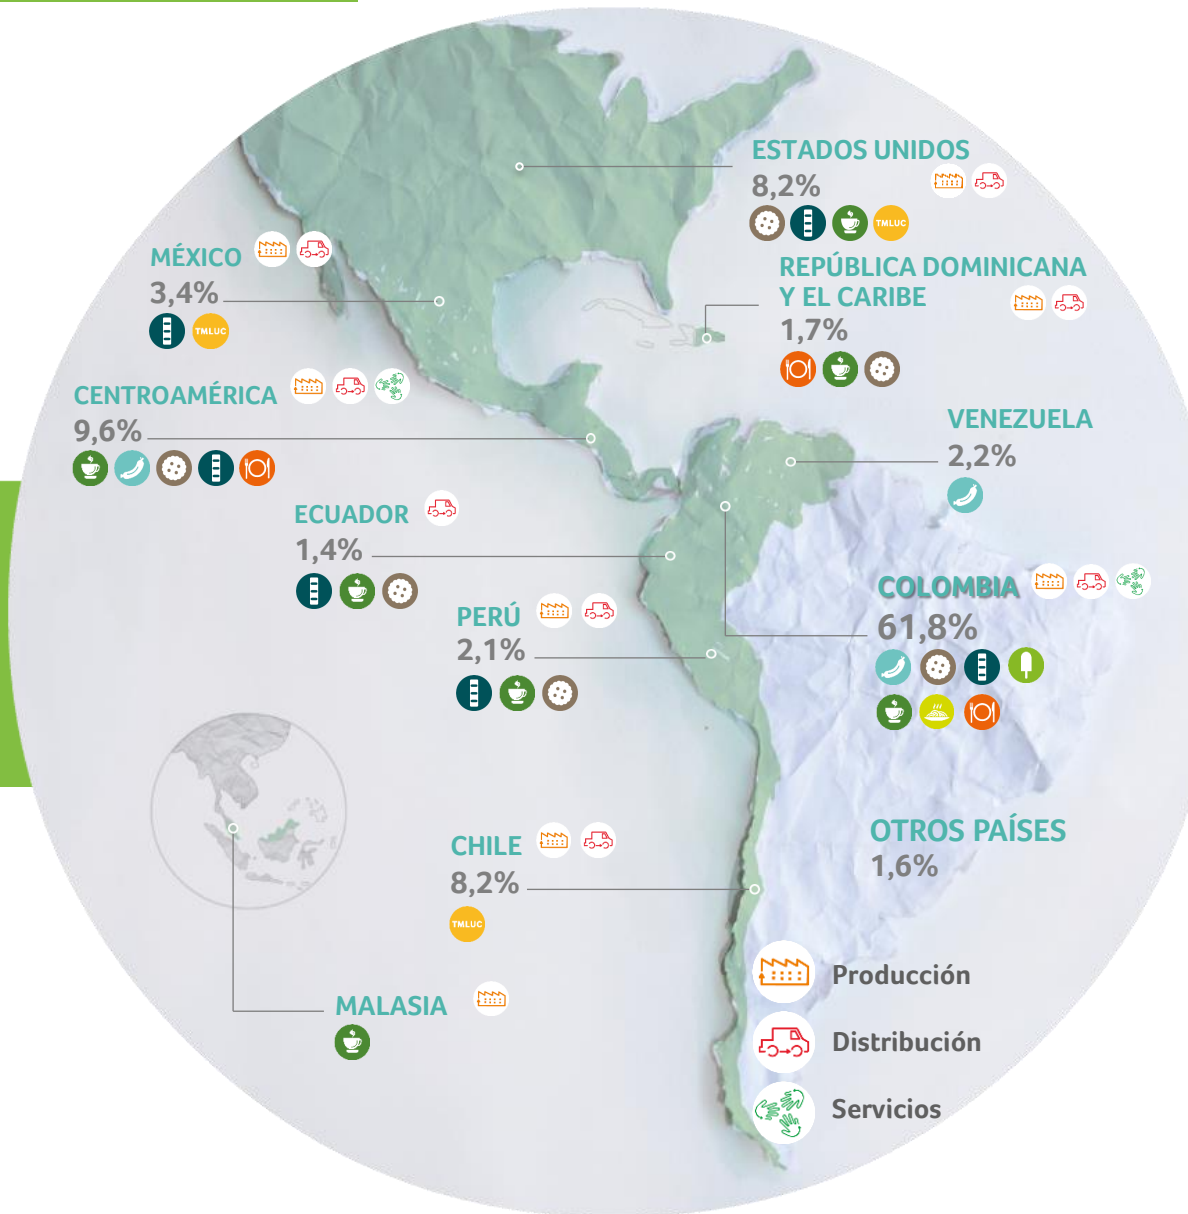 ESTADOS UNIDOS
8,2%
TMLUC
MÉXICO
3,4%
TMLUC
REPÚBLICA DOMINICANA
Y EL CARIBE
1,7%
CENTROAMÉRICA
9,6%
VENEZUELA
2,2%
ECUADOR
1,4%
COLOMBIA
61,8%
PERÚ
2,1%
CHILE
8,2%
TMLUC
OTROS PAÍSES
1,6%
MALASIA
Producción
Distribución
Servicios